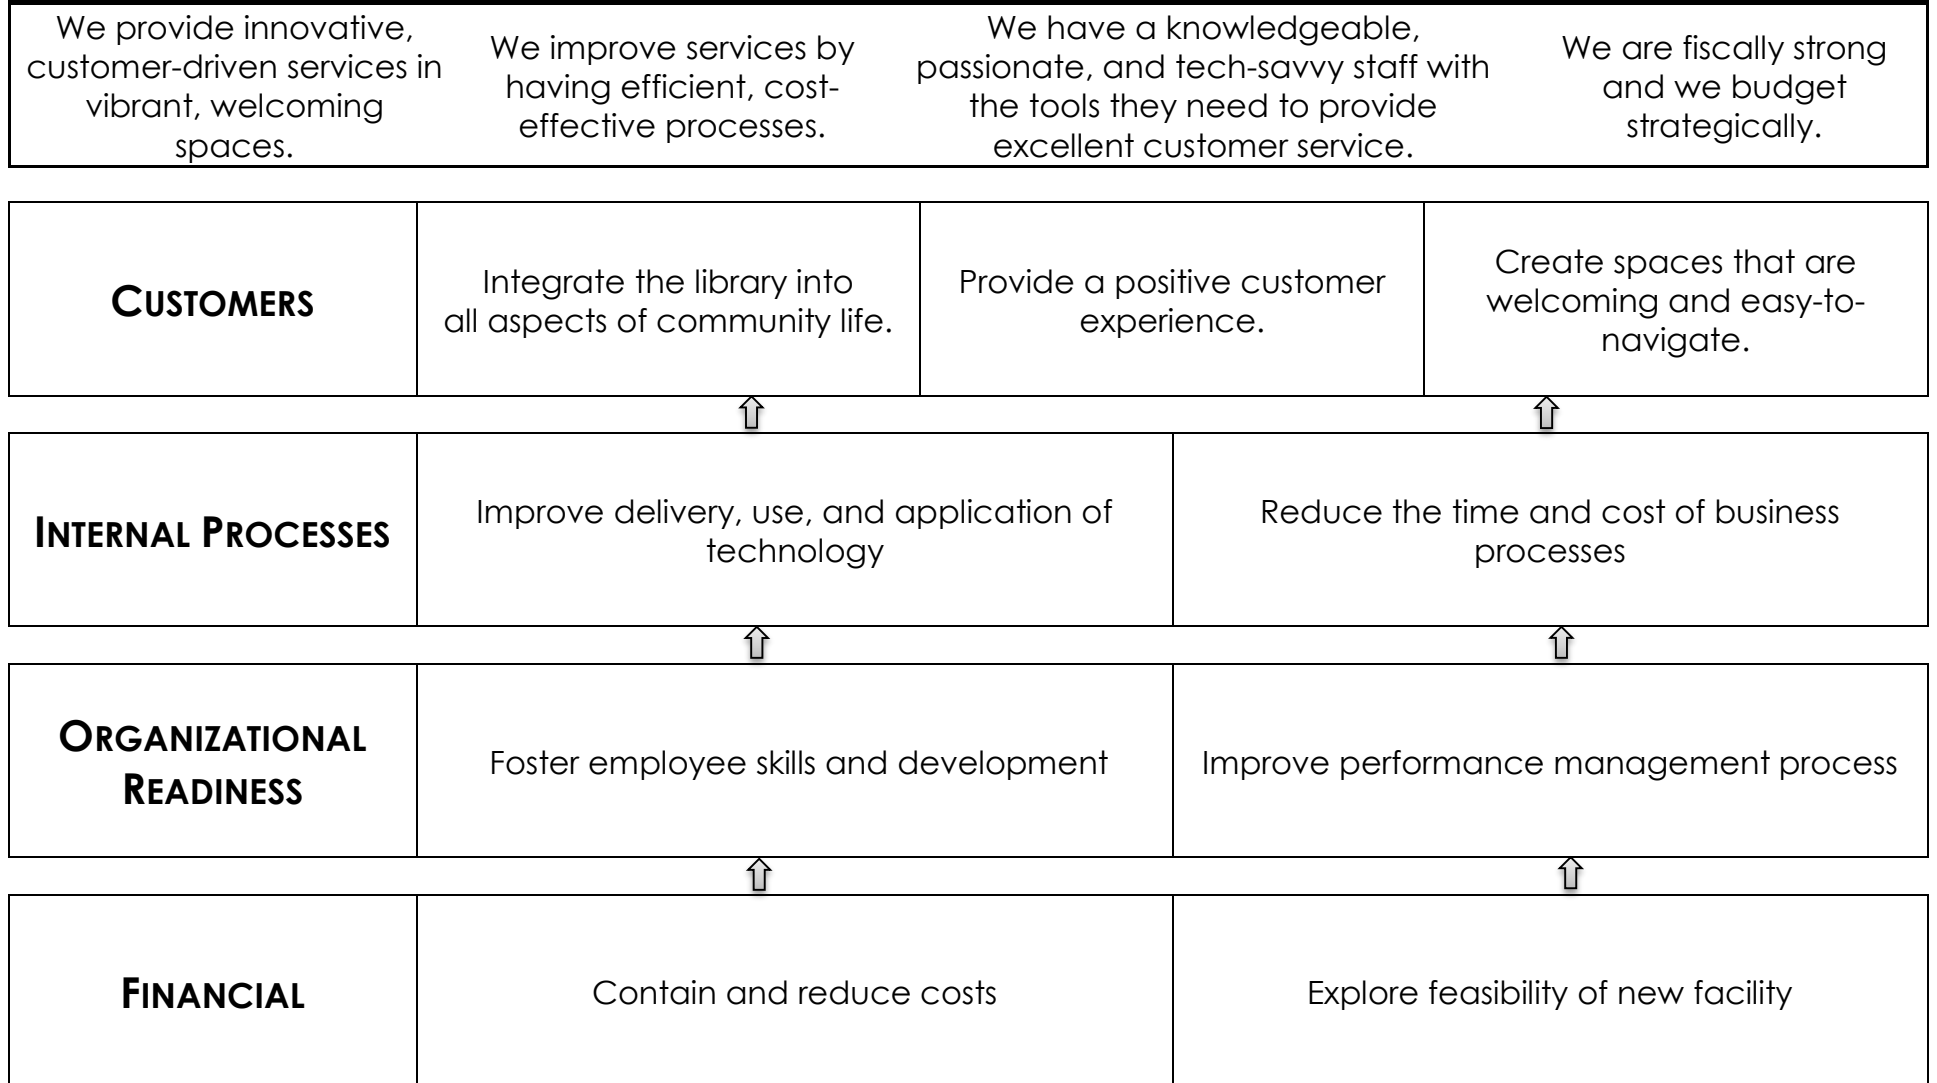 We provide innovative,
customer-driven services in
vibrant, welcoming
spaces.
We improve services by
having efficient, cost-
effective processes.
We have a knowledgeable,
passionate, and tech-savvy staff with
the tools they need to provide
excellent customer service.
We are fiscally strong
and we budget
strategically.
CUSTOMERS
Integrate the library into
all aspects of community life.
Provide a positive customer
experience.
Create spaces that are
welcoming and easy-to-
navigate.
INTERNAL PROCESSES
Improve delivery, use, and application of
technology
Reduce the time and cost of business
processes
ORGANIZATIONAL
READINESS
Foster employee skills and development
Improve performance management process
FINANCIAL
Contain and reduce costs
Explore feasibility of new facility